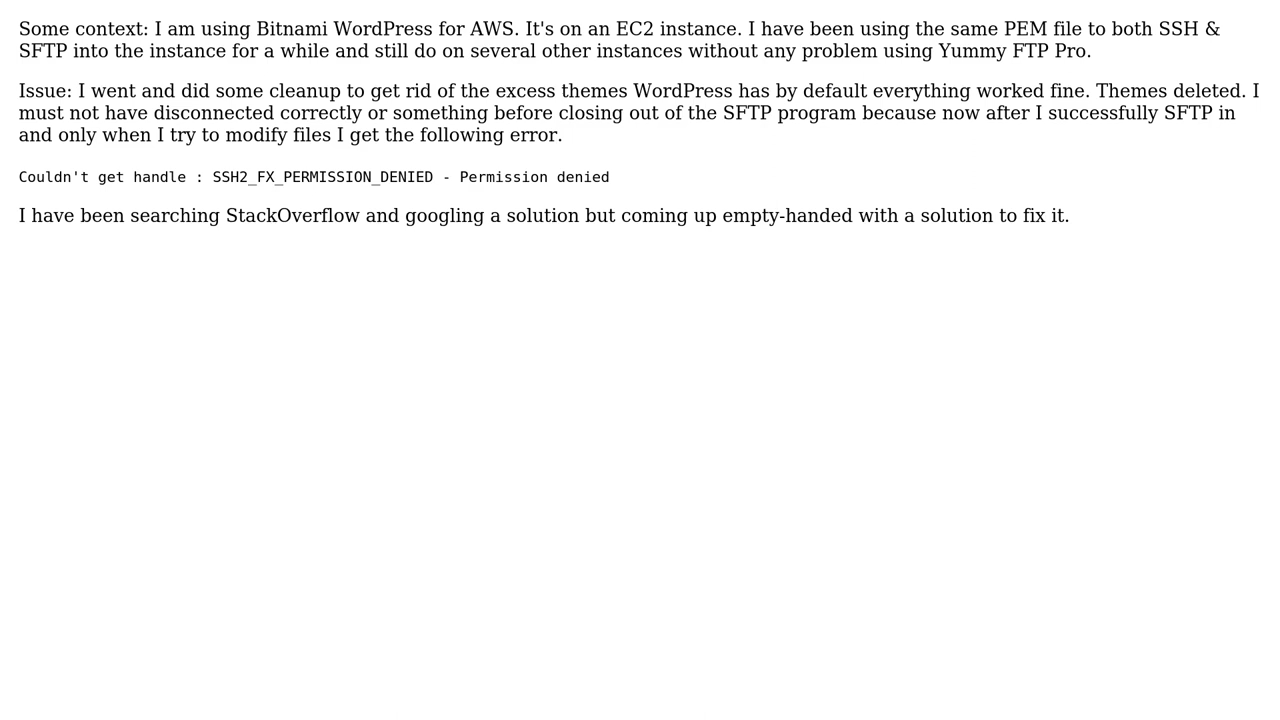 Some context: I am using Bitnami WordPress for AWS. It's on an EC2 instance. I have been using the same PEM file to both SSH &
SFTP into the instance for a while and still do on several other instances without any problem using Yummy FTP Pro.
Issue: I went and did some cleanup to get rid of the excess themes WordPress has by default everything worked fine. Themes deleted. I
must not have disconnected correctly or something before closing out of the SFTP program because now after I successfully SFTP in
and only when I try to modify files I get the following error.
Couldn't get handle : SSH2_FX_PERMISSION_DENIED - Permission denied
I have been searching StackOverflow and googling a solution but coming up empty-handed with a solution to fix it.